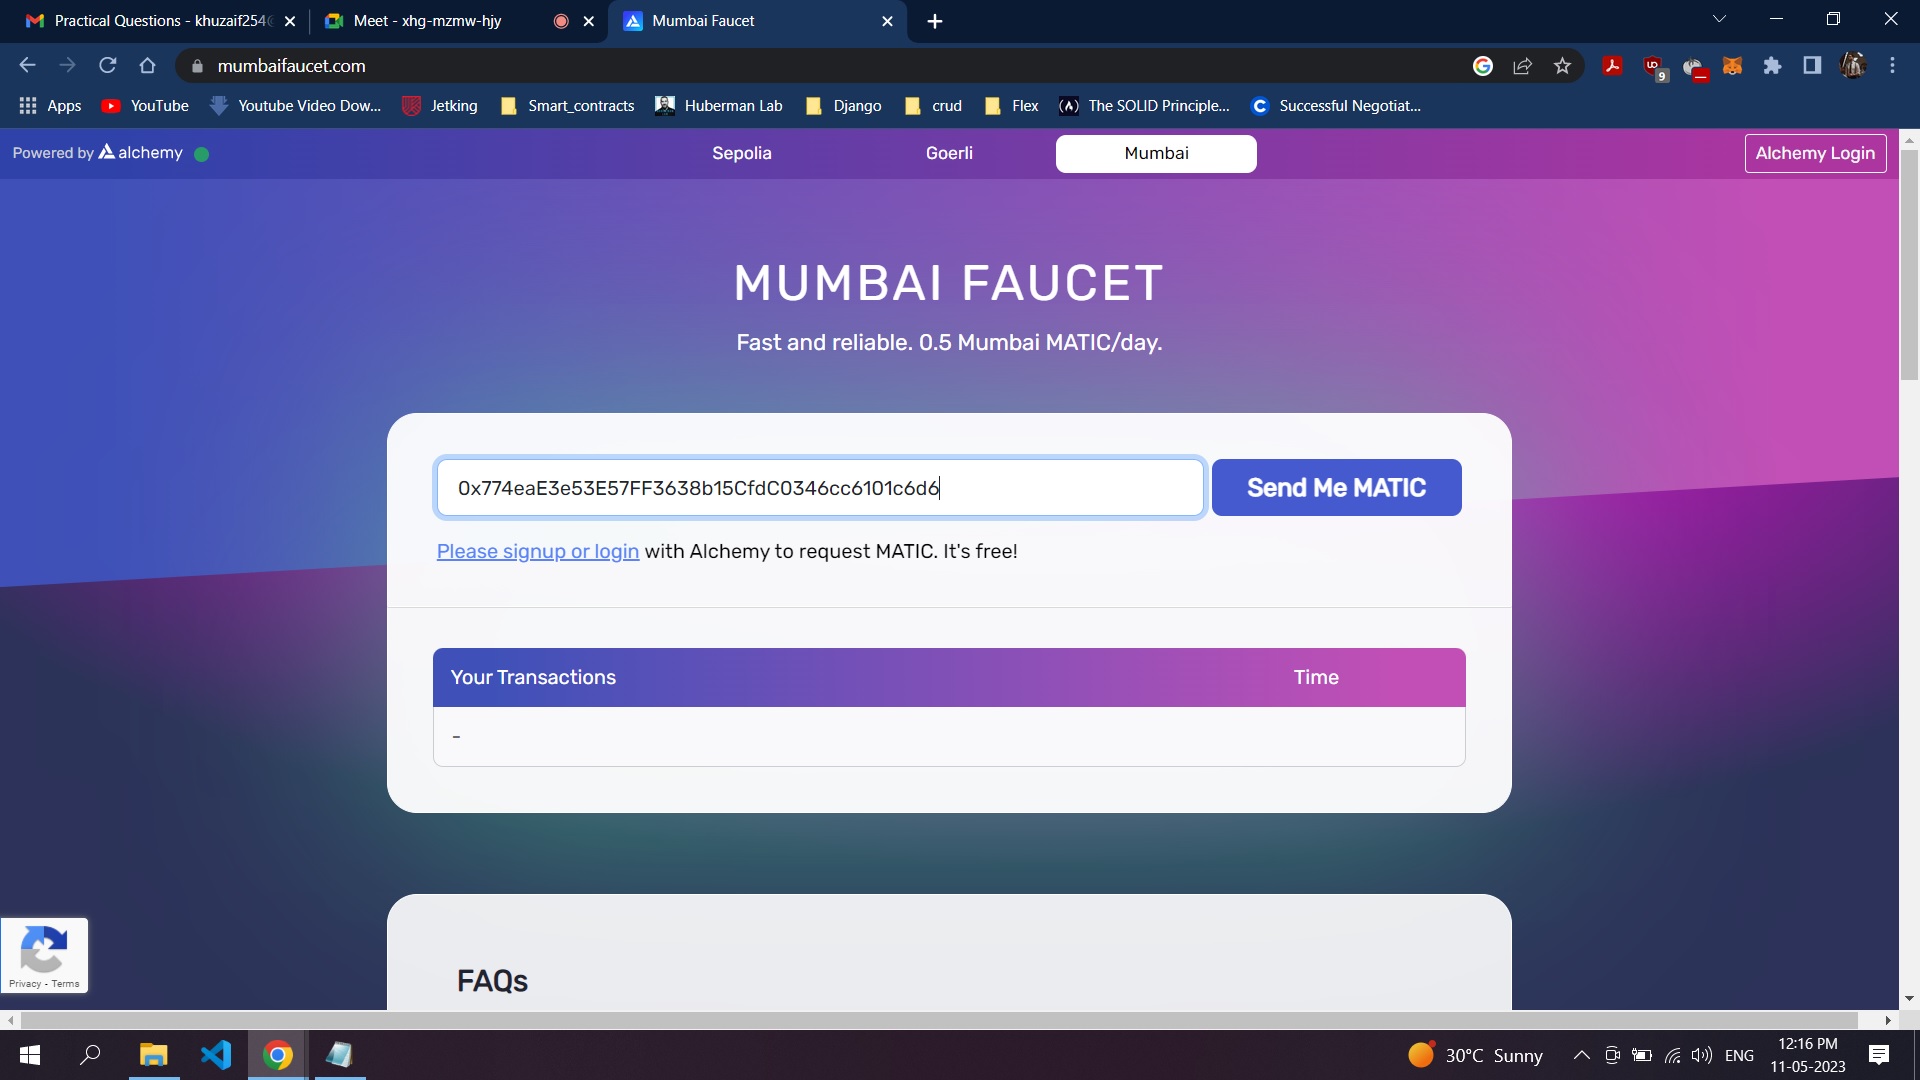 Practical Questions - khuzaif254
Meet - xhg-mzmw-hjy
Mumbai Faucet
mumbaifaucet.com
9
Apps
YouTube
Youtube Video Dow...
Jetking
Smart_contracts
Huberman Lab
Django
crud
Flex
The SOLID Principle...
Successful Negotiat...
Powered by alchemy
Sepolia
Goerli
Mumbai
Alchemy Login
MUMBAI FAUCET
Fast and reliable. 0.5 Mumbai MATIC/day.
0x774eaE3e53E57FF3638b15CfdC0346cc6101c6d6
Send Me MATIC
Please signup or login with Alchemy to request MATIC. It's free!
Your Transactions
Time
-
FAQs
Privacy - Terms
30°C Sunny
ENG
12:16 PM
11-05-2023